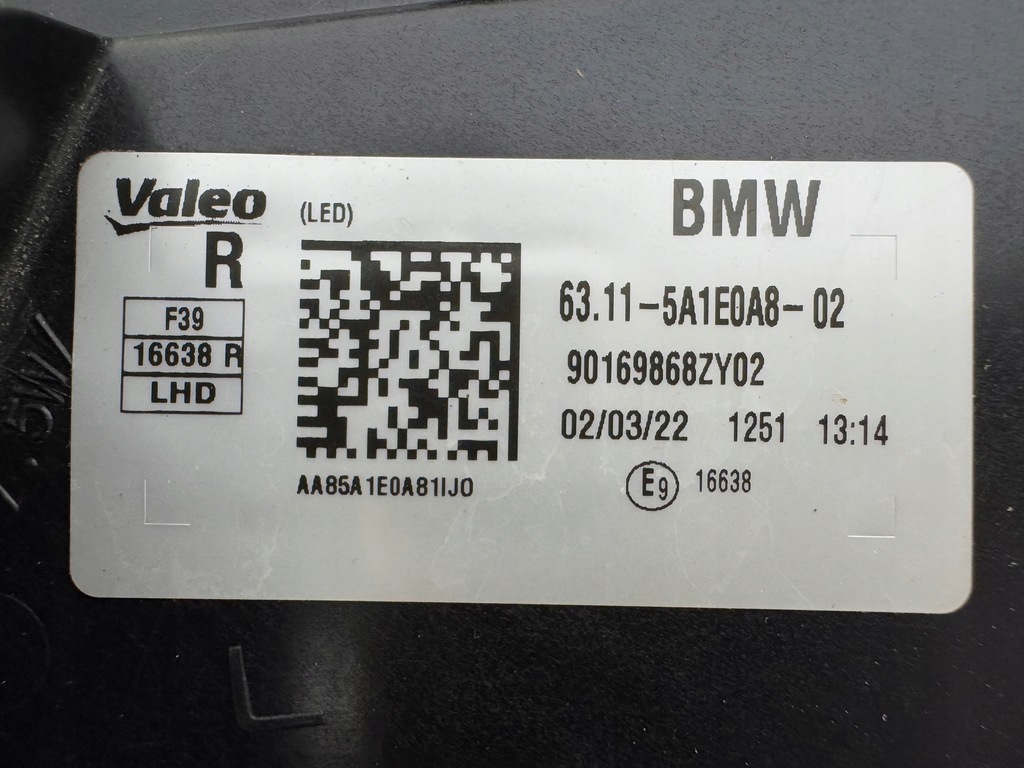 Valeo (LED)
R
F39
16638 R
LHD
AA85A1E0A81IJ0
BMW
63.11-5A1E0A8-02
90169868ZY02
02/03/22 1251 13:14
E9 16638